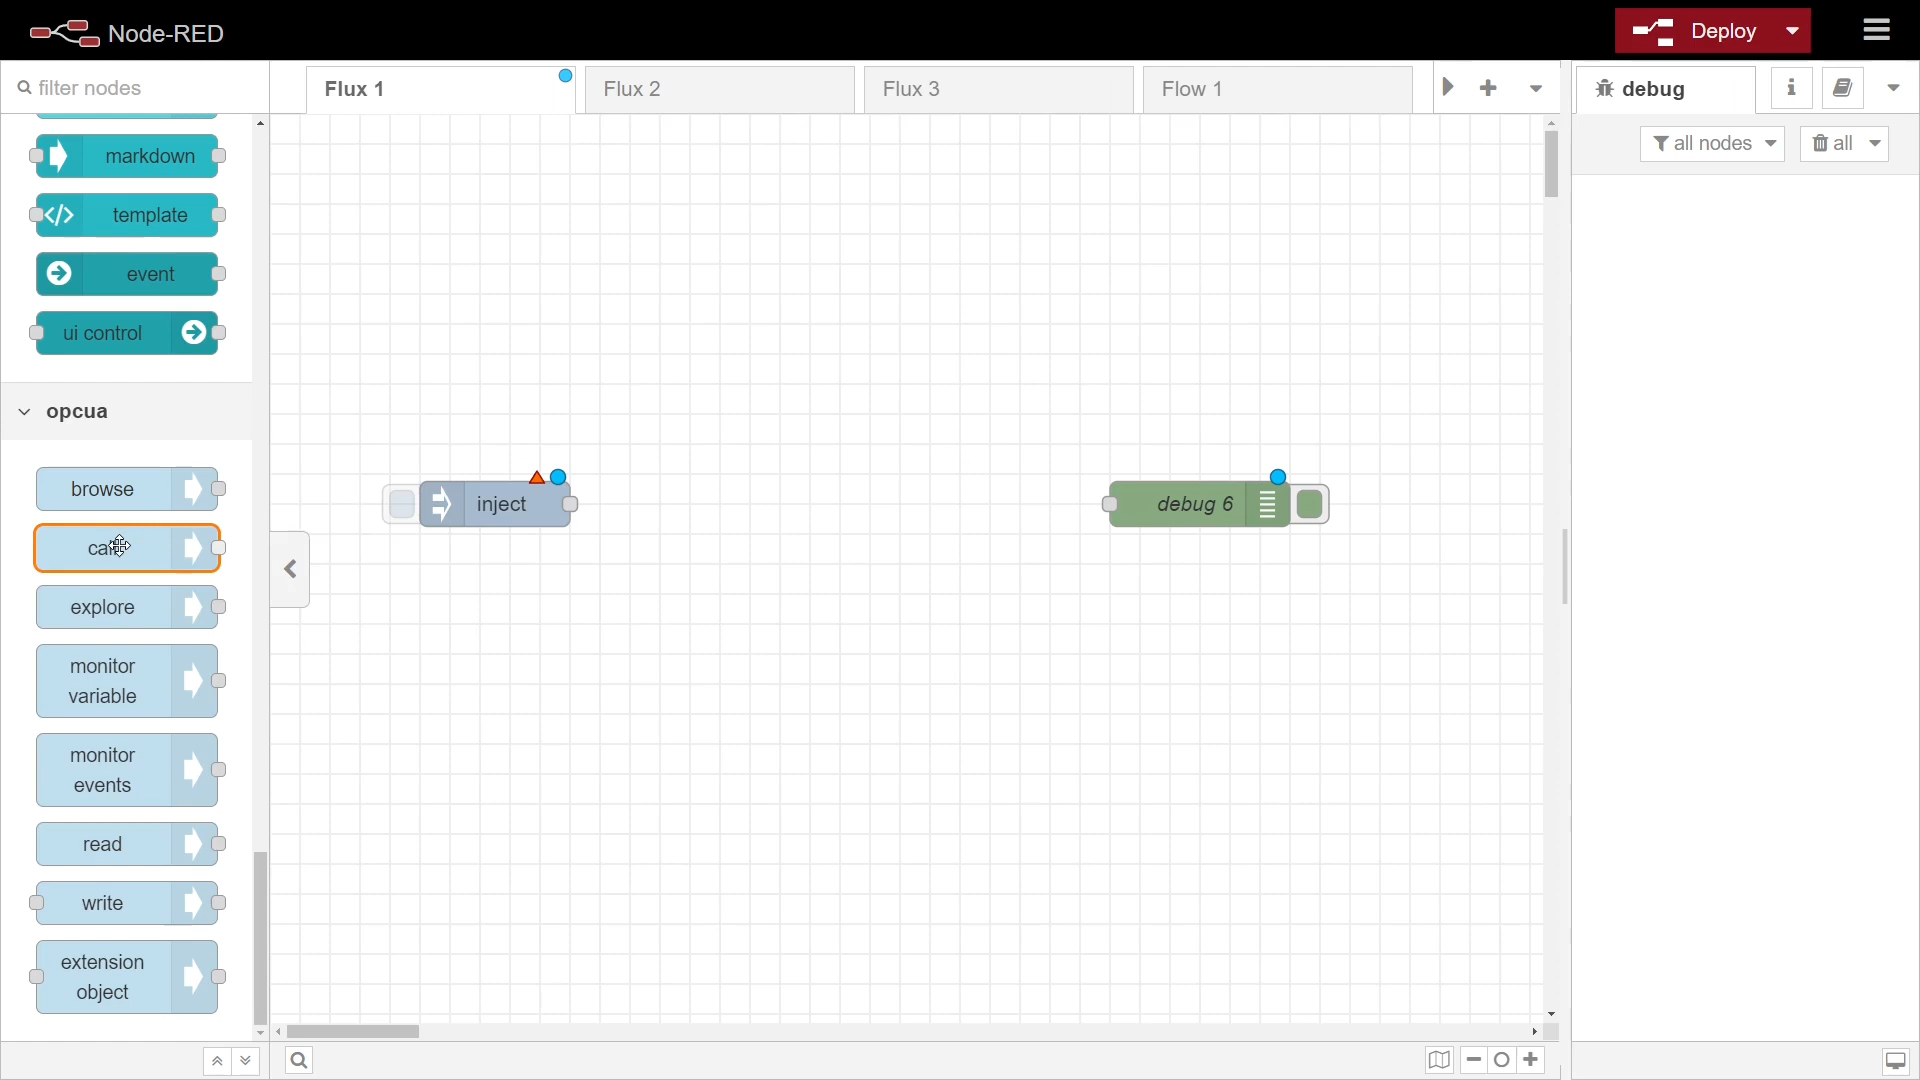 Node-RED
Deploy
filter nodes
Flux 1
Flux 2
Flux 3
Flow 1
debug
i
all nodes
all
markdown
template
event
ui control
opcua
browse
call
explore
monitor
variable
monitor
events
read
write
extension
object
inject
debug 6